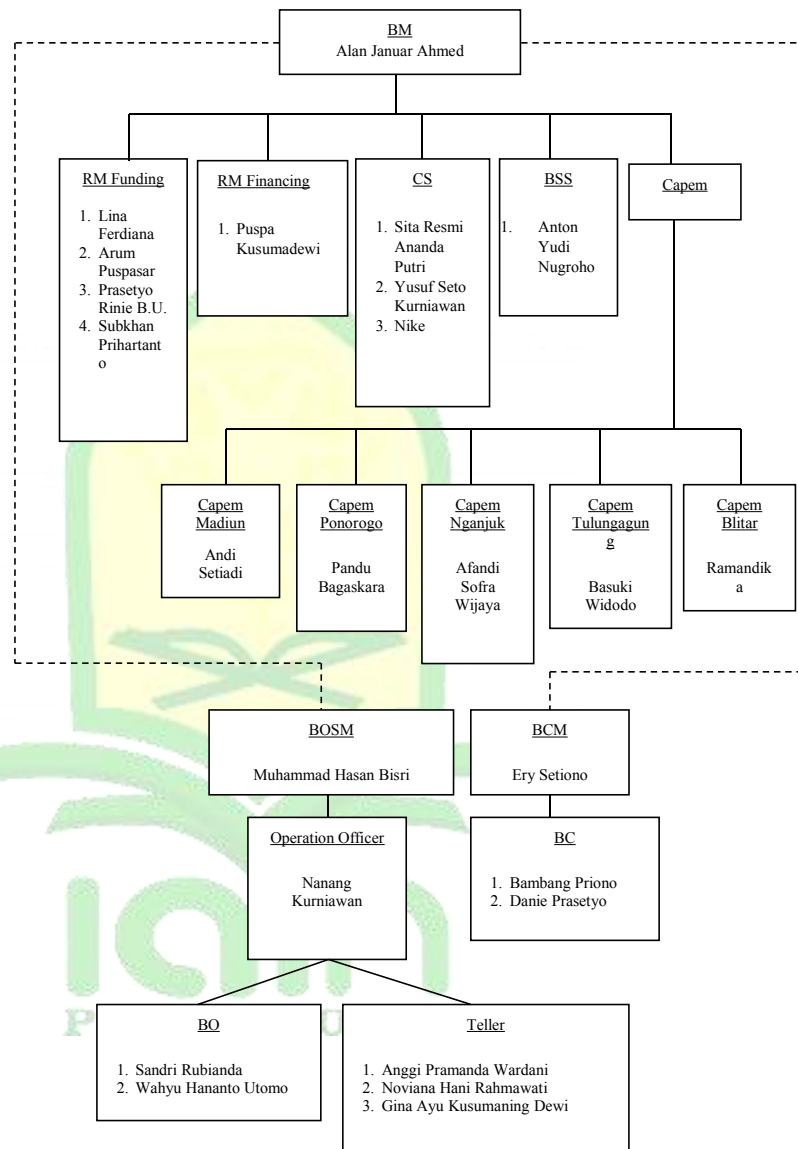 BM
Alan Januar Ahmed
RM Funding
1. Lina
Ferdiana
2. Arum
Puspasar
3. Prasetyo
Rinie B.U.
4. Subkhan
Prihartant
o
RM Financing
1. Puspa
Kusumadewi
CS
1. Sita Resmi
Ananda
Putri
2. Yusuf Seto
Kurniawan
3. Nike
BSS
1. Anton
Yudi
Nugroho
Capem
Capem
Madiun
Andi
Setiadi
Capem
Ponorogo
Pandu
Bagaskara
Capem
Nganjuk
Afandi
Sofra
Wijaya
Capem
Tulungagun
g
Basuki
Widodo
Capem
Blitar
Ramandik
a
BOSM
Muhammad Hasan Bisri
BCM
Ery Setiono
Operation Officer
Nanang
Kurniawan
BC
1. Bambang Priono
2. Danie Prasetyo
iain
BO
1. Sandri Rubianda
2. Wahyu Hananto Utomo
Teller
1. Anggi Pramanda Wardani
2. Noviana Hani Rahmawati
3. Gina Ayu Kusumaning Dewi